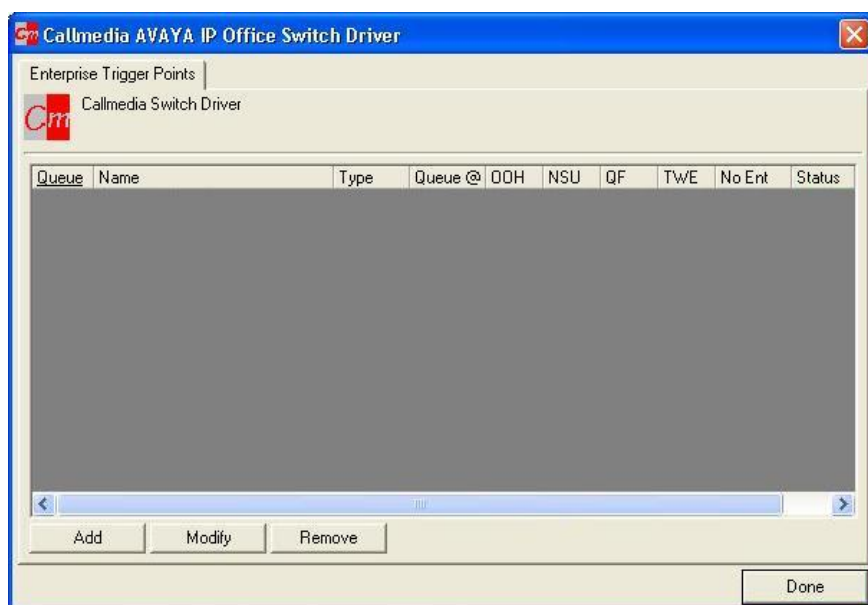 Cm Callmedia AVAYA IP Office Switch Driver
Enterprise Trigger Points
Cm Callmedia Switch Driver
Queue Name Type Queue @ OOH NSU QF TWE No Ent Status
Add Modify Remove
Done